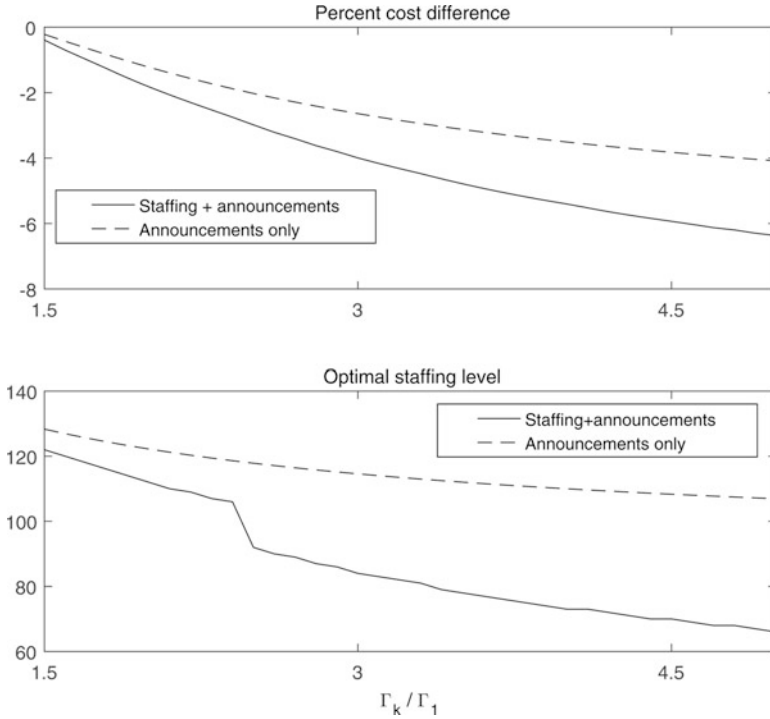 Percent cost difference
0
-2
-4
-6
-8
Staffing + announcements
Announcements only
1.5 3 4.5
Optimal staffing level
140
120
100
80
60
Staffing+announcements
Announcements only
1.5 3 4.5
Γk / Γ1